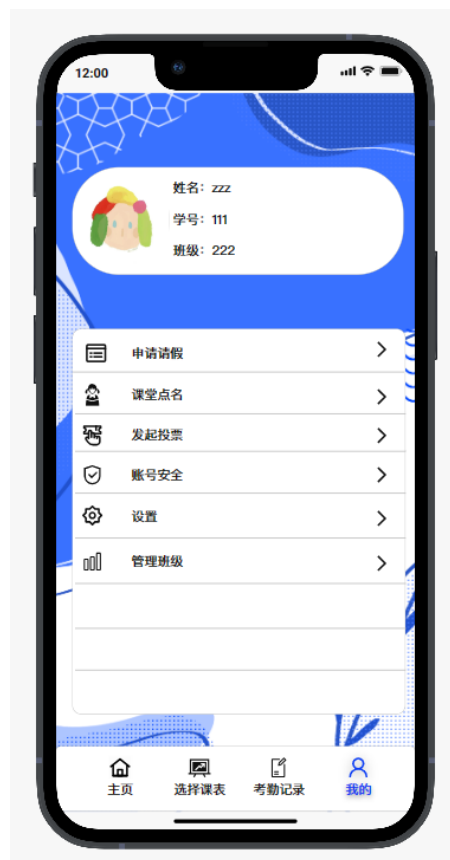 12:00
姓名：zzz
学号：111
班级：222
申请请假
课堂点名
发起投票
账号安全
设置
管理班级
主页 选择课表 考勤记录 我的